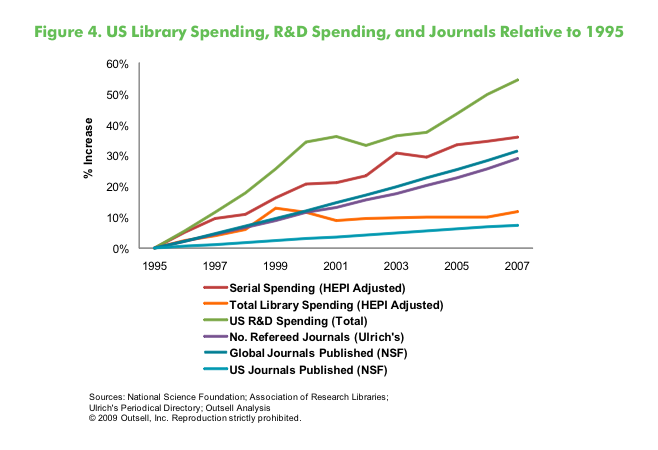 Figure 4. US Library Spending, R&D Spending, and Journals Relative to 1995
60%
50%
40%
30%
20%
10%
0%
% Increase
1995 1997 1999 2001 2003 2005 2007
Serial Spending (HEPI Adjusted)
Total Library Spending (HEPI Adjusted)
US R&D Spending (Total)
No. Refereed Journals (Ulrich's)
Global Journals Published (NSF)
US Journals Published (NSF)
Sources: National Science Foundation; Association of Research Libraries;
Ulrich's Periodical Directory; Outsell Analysis
© 2009 Outsell, Inc. Reproduction strictly prohibited.